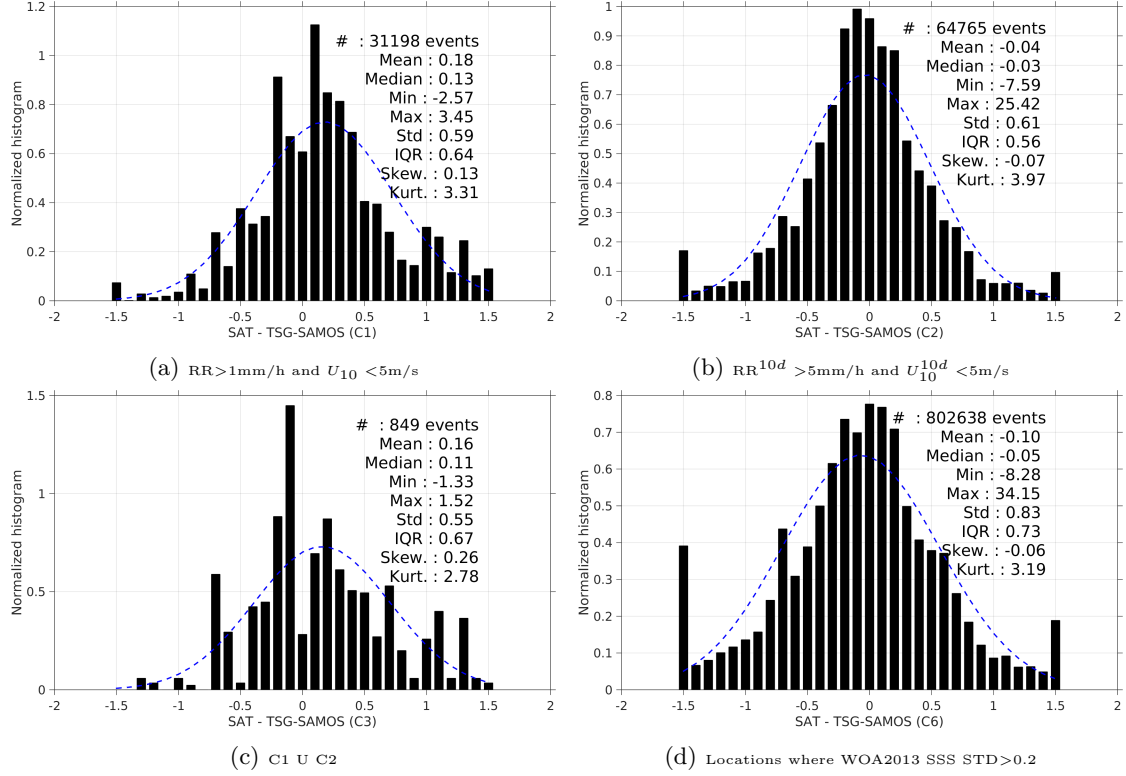 1.2
1
0.8
0.6
0.4
0.2
0
-2
-1.5
-1
-0.5
0
0.5
1
1.5
2
Normalized histogram
SAT - TSG-SAMOS (C1)
# : 31198 events
Mean : 0.18
Median : 0.13
Min : -2.57
Max : 3.45
Std : 0.59
IQR : 0.64
Skew. : 0.13
Kurt. : 3.31
(a) RR>1mm/h and U10 <5m/s
1
0.9
0.8
0.7
0.6
0.5
0.4
0.3
0.2
0.1
0
-2
-1.5
-1
-0.5
0
0.5
1
1.5
2
Normalized histogram
SAT - TSG-SAMOS (C2)
# : 64765 events
Mean : -0.04
Median : -0.03
Min : -7.59
Max : 25.42
Std : 0.61
IQR : 0.56
Skew. : -0.07
Kurt. : 3.97
(b) RR^10d >5mm/h and U10^10d <5m/s
1.5
1
0.5
0
-2
-1.5
-1
-0.5
0
0.5
1
1.5
2
Normalized histogram
SAT - TSG-SAMOS (C3)
# : 849 events
Mean : 0.16
Median : 0.11
Min : -1.33
Max : 1.52
Std : 0.55
IQR : 0.67
Skew. : 0.26
Kurt. : 2.78
(c) C1 U C2
0.8
0.7
0.6
0.5
0.4
0.3
0.2
0.1
0
-2
-1.5
-1
-0.5
0
0.5
1
1.5
2
Normalized histogram
SAT - TSG-SAMOS (C6)
# : 802638 events
Mean : -0.10
Median : -0.05
Min : -8.28
Max : 34.15
Std : 0.83
IQR : 0.73
Skew. : -0.06
Kurt. : 3.19
(d) Locations where WOA2013 SSS STD>0.2